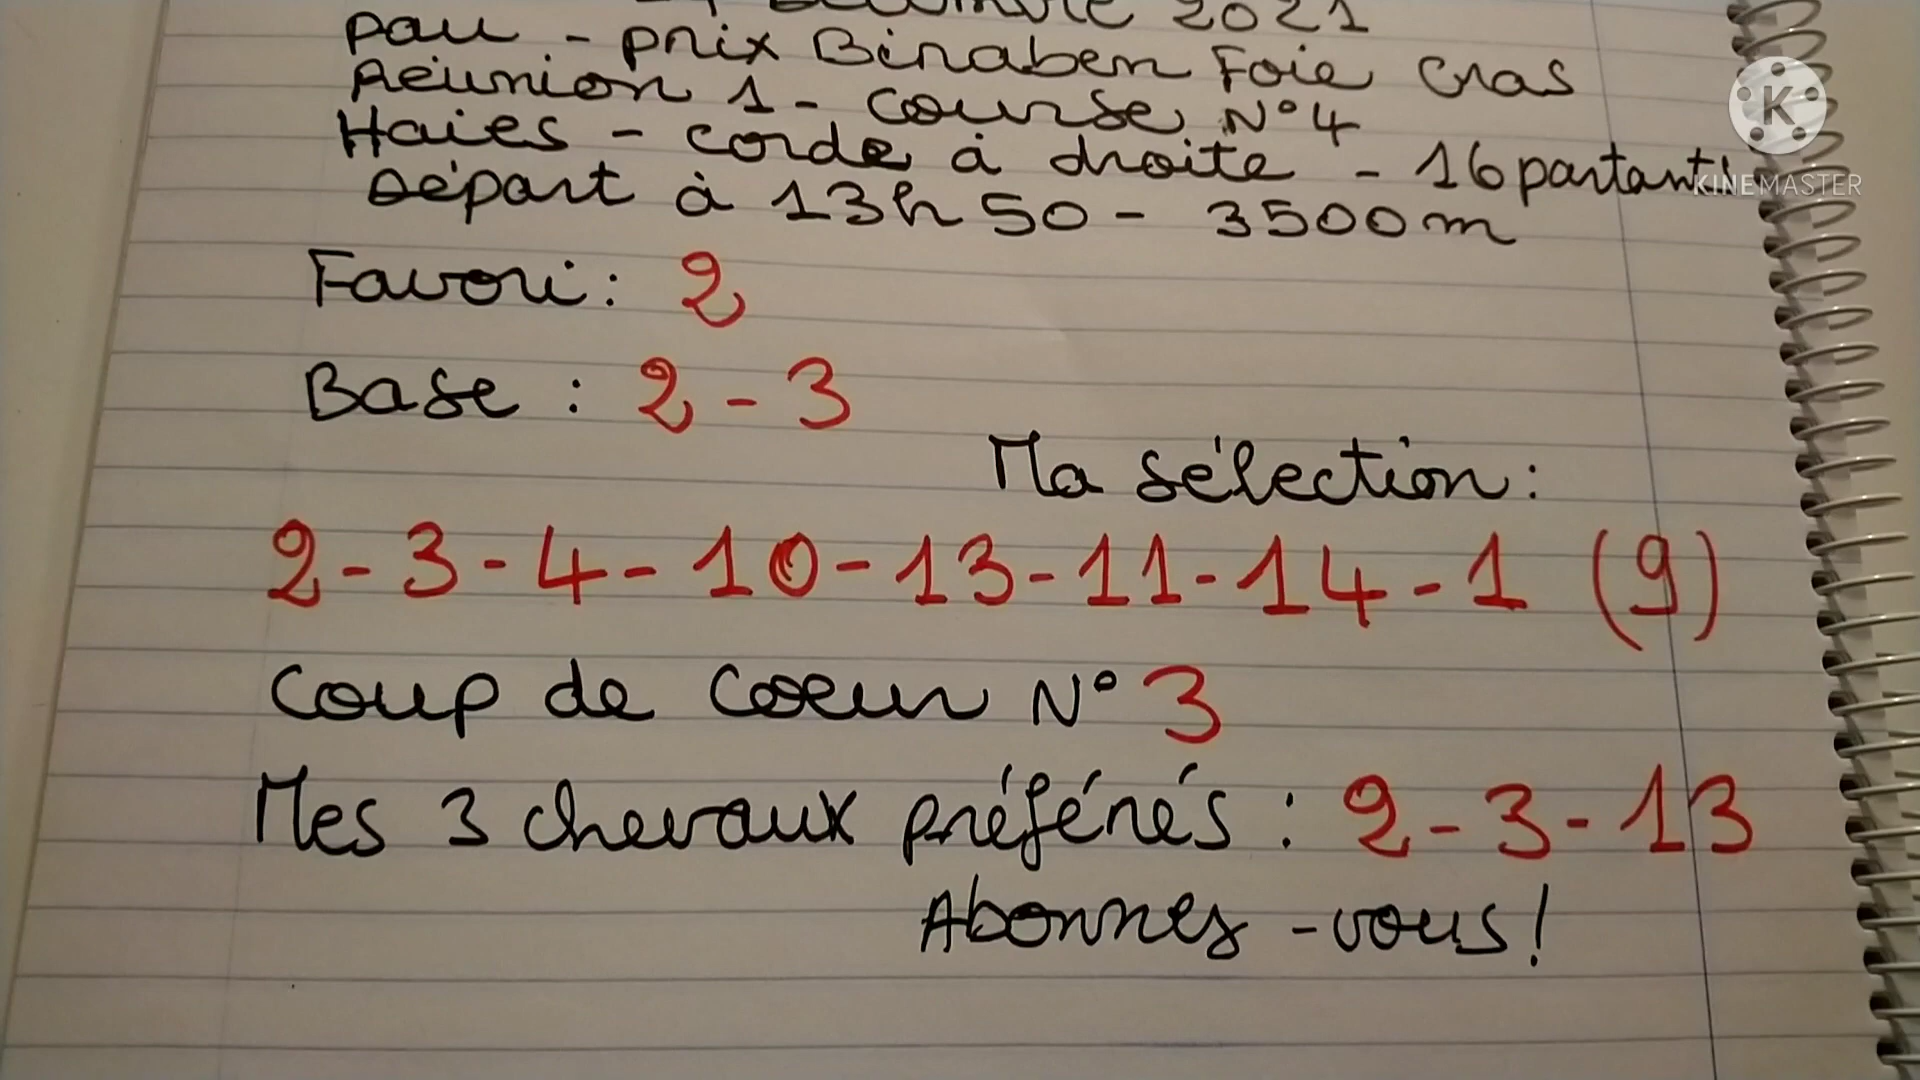 Décembre 2021
Pau - prix Binaben Foie Gras
Réunion 1 - course N°4
Haies - corde à droite - 16 partants
Départ à 13h50 - 3500m
Favori : 2
Base : 2 - 3
Ma sélection :
2 - 3 - 4 - 10 - 13 - 11 - 14 - 1 (9)
Coup de coeur N° 3
Mes 3 chevaux préférés : 2 - 3 - 13
Abonnez-vous !
K
KINEMASTER